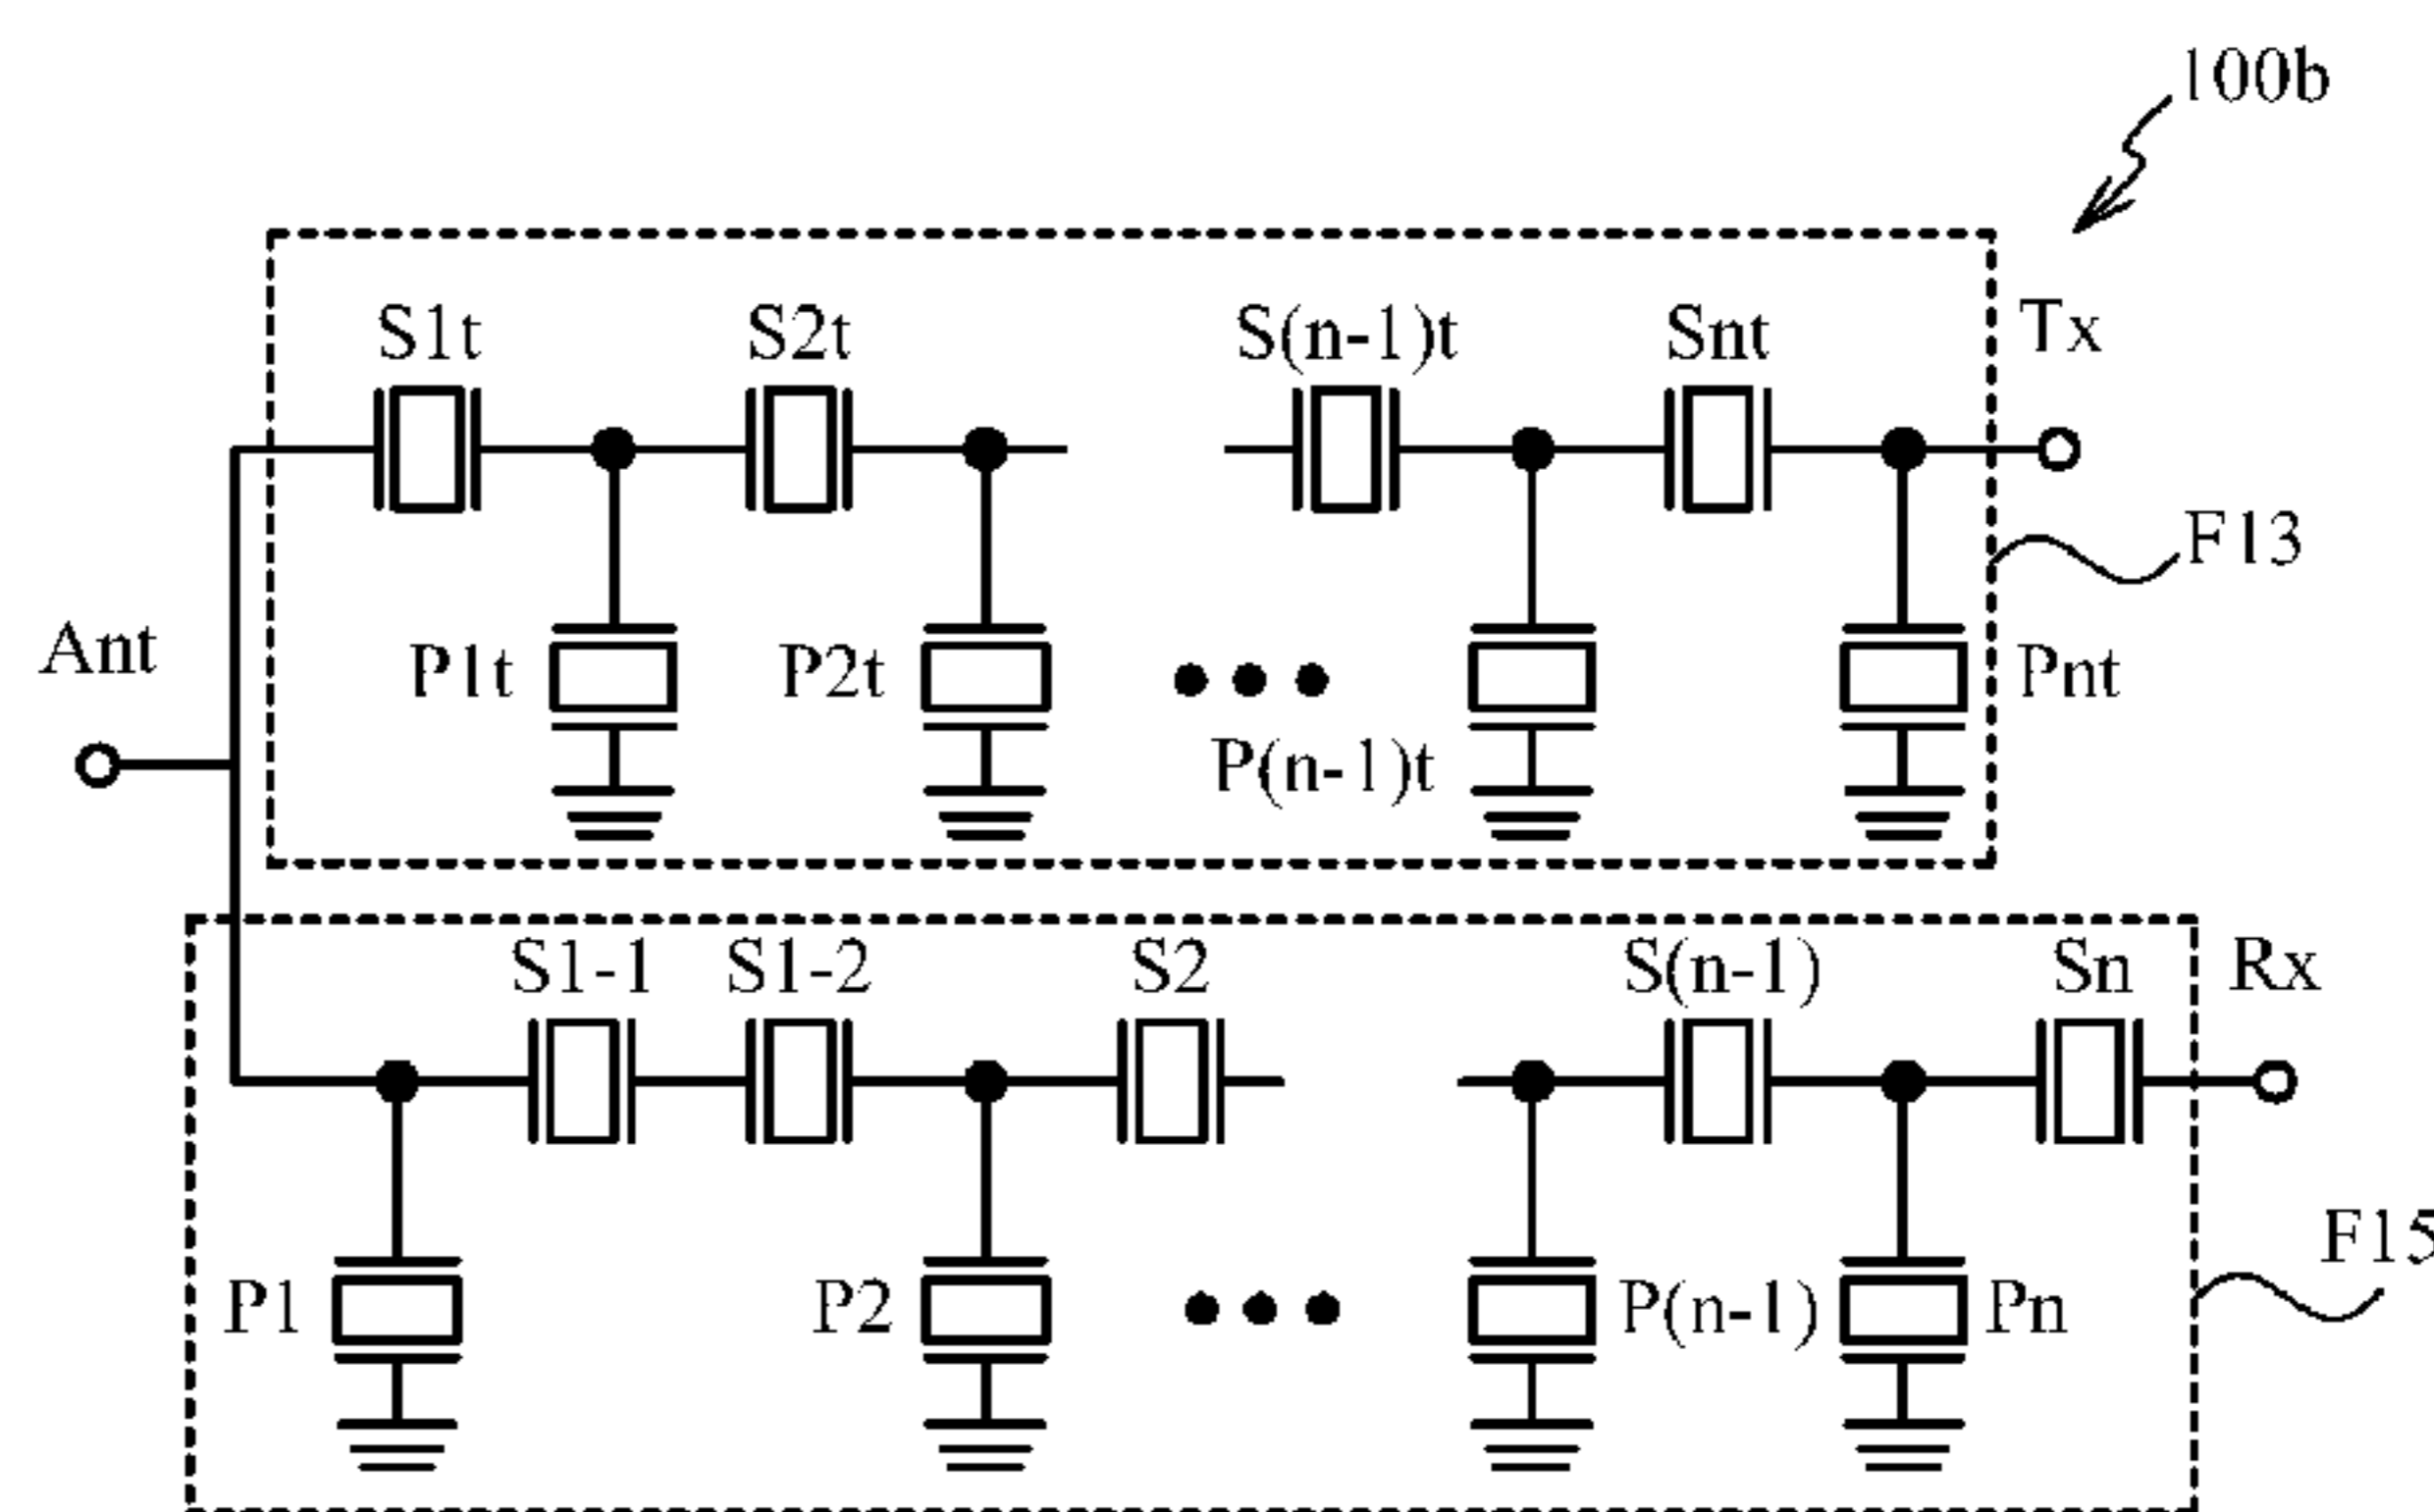 100b
S1t S2t S(n-1)t Snt Tx
F13
Ant P1t P2t Pnt
P(n-1)t
S1-1 S1-2 S2 S(n-1) Sn Rx
F15
P1 P2 P(n-1) Pn